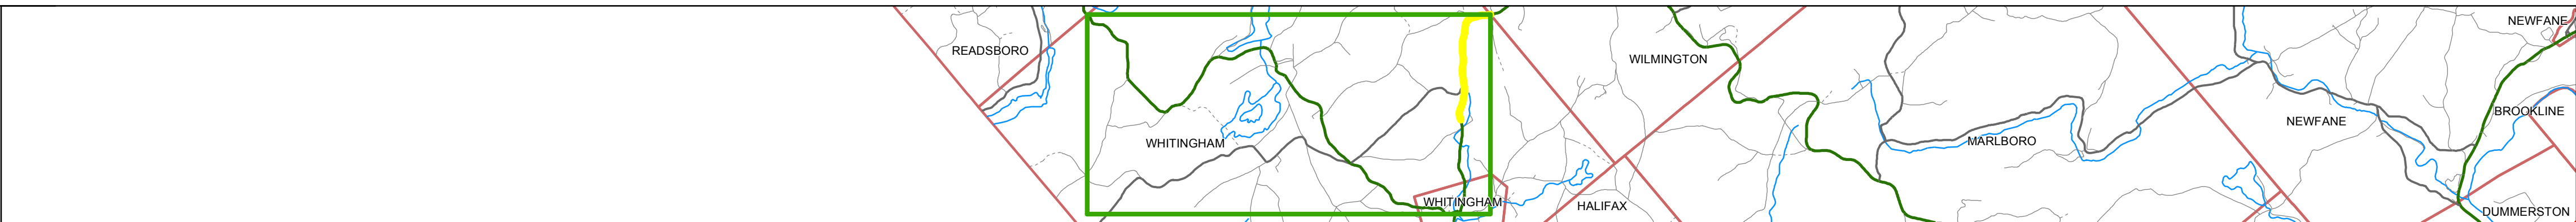 READSBORO
WHITINGHAM
WHITINGHAM
HALIFAX
WILMINGTON
MARLBORO
NEWFANE
NEWFANE
BROOKLINE
DUMMERSTON